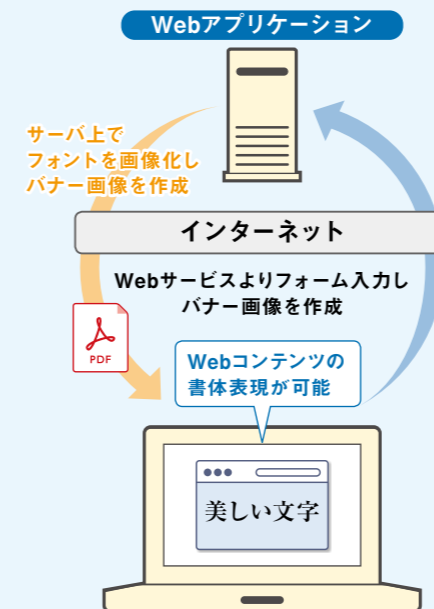 Webアプリケーション
サーバ上で
フォントを画像化し
バナー画像を作成
インターネット
Webサービスよりフォーム入力し
バナー画像を作成
PDF
Webコンテンツの
書体表現が可能
美しい文字